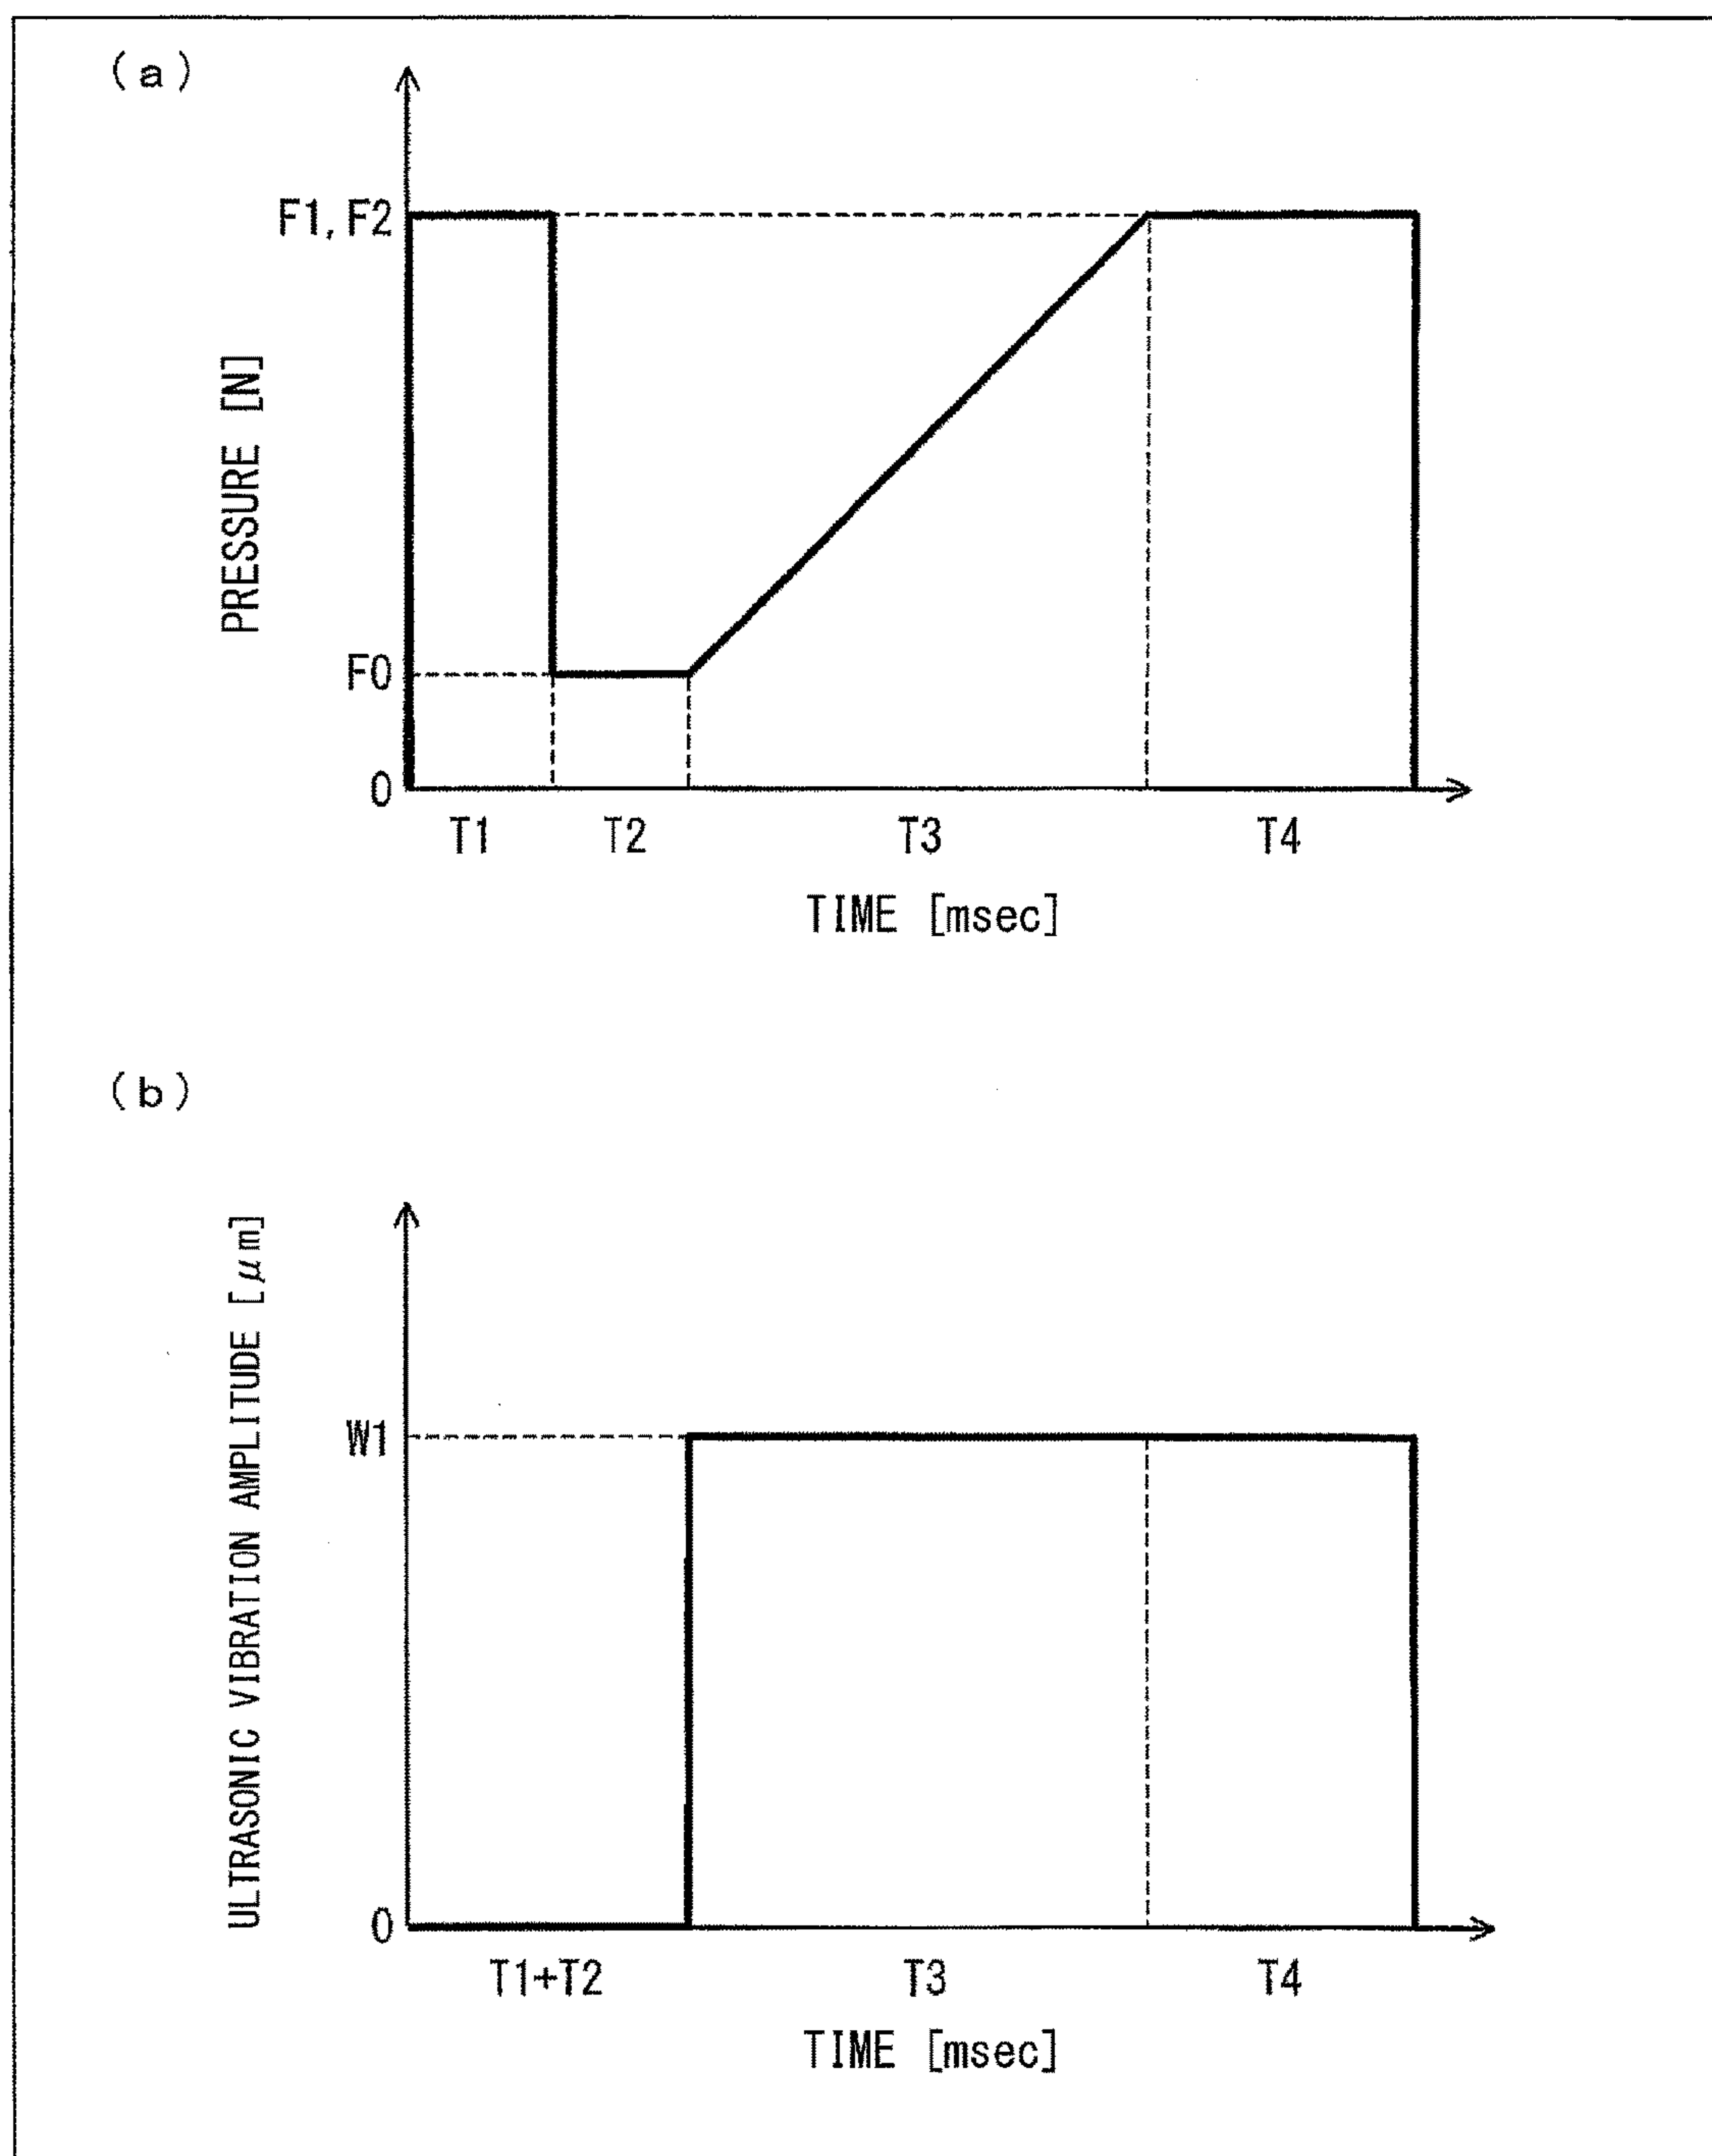 (a)
PRESSURE [N]
F1, F2
F0
0
T1 T2 T3 T4
TIME [msec]
(b)
ULTRASONIC VIBRATION AMPLITUDE [μm]
W1
0
T1+T2 T3 T4
TIME [msec]